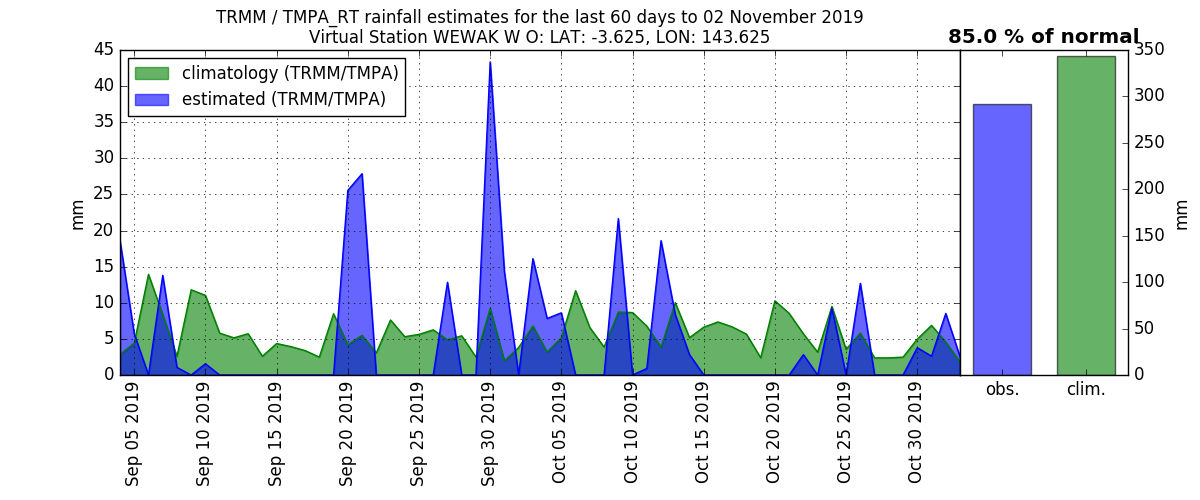 TRMM / TMPA_RT rainfall estimates for the last 60 days to 02 November 2019
Virtual Station WEWAK W O: LAT: -3.625, LON: 143.625
85.0 % of normal
climatology (TRMM/TMPA)
estimated (TRMM/TMPA)
45
40
35
30
25
20
15
10
5
0
mm
Sep 05 2019
Sep 10 2019
Sep 15 2019
Sep 20 2019
Sep 25 2019
Sep 30 2019
Oct 05 2019
Oct 10 2019
Oct 15 2019
Oct 20 2019
Oct 25 2019
Oct 30 2019
obs.
clim.
350
300
250
200
150
100
50
0
mm